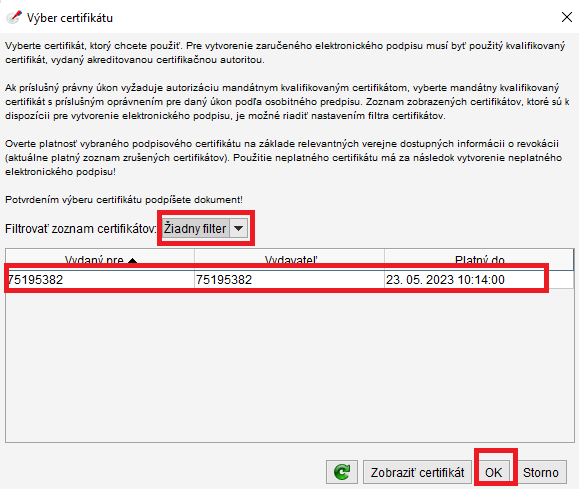 Výber certifikátu
Vyberte certifikát, ktorý chcete použiť. Pre vytvorenie zaručeného elektronického podpisu musí byť použitý kvalifikovaný
certifikát, vydaný akreditovanou certifikačnou autoritou.
Ak príslušný právny úkon vyžaduje autorizáciu mandátnym kvalifikovaným certifikátom, vyberte mandátny kvalifikovaný
certifikát s príslušným oprávnením pre daný úkon podľa osobitného predpisu. Zoznam zobrazených certifikátov, ktoré sú k
dispozícii pre vytvorenie elektronického podpisu, je možné riadiť nastavením filtra certifikátov.
Overte platnosť vybraného podpisového certifikátu na základe relevantných verejne dostupných informácií o revokácii
(aktuálne platný zoznam zrušených certifikátov). Použitie neplatného certifikátu má za následok vytvorenie neplatného
elektronického podpisu!
Potvrdením výberu certifikátu podpíšete dokument!
Filtrovať zoznam certifikátov: Žiadny filter
Vydaný pre Vydavateľ Platný do
75195382 75195382 23. 05. 2023 10:14:00
Zobraziť certifikát OK Storno